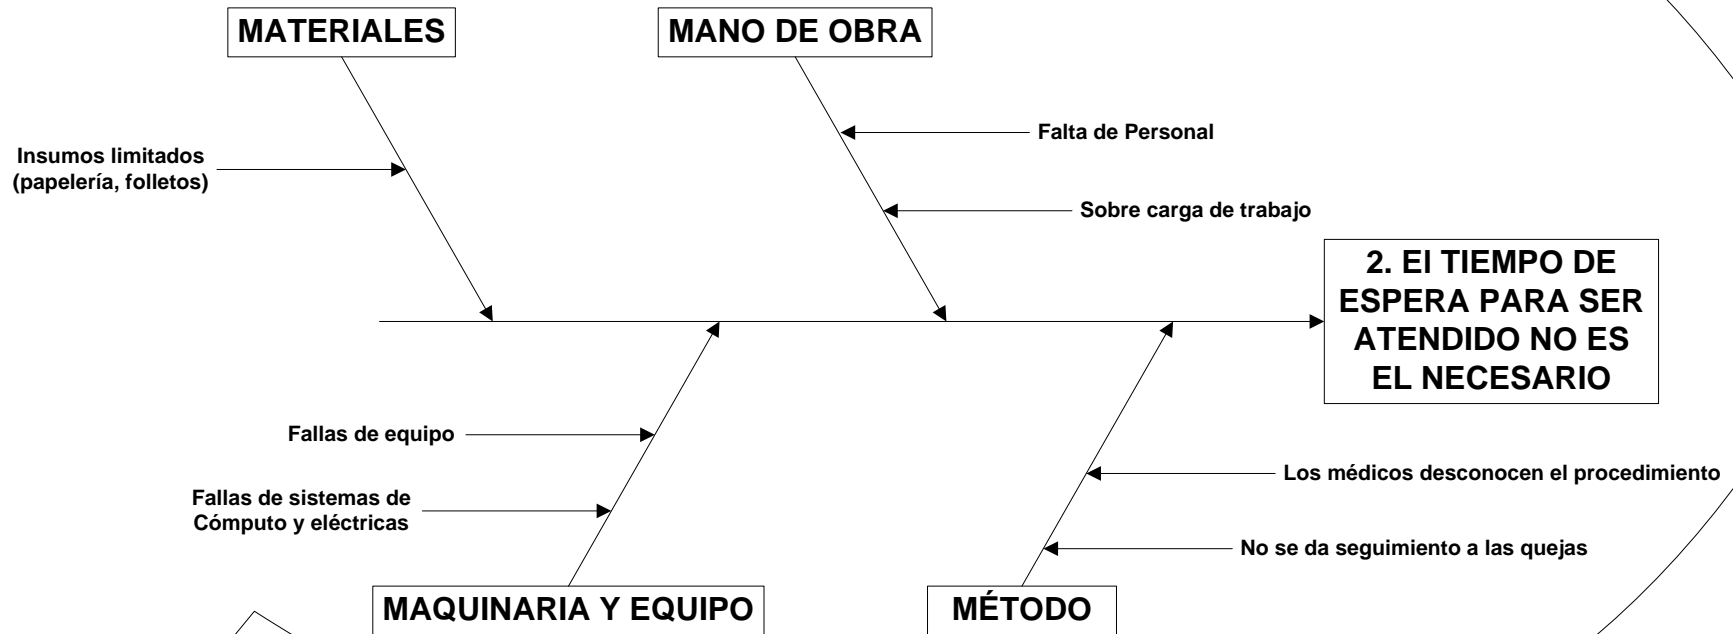 MATERIALES
MANO DE OBRA
Falta de Personal
Insumos limitados
(papelería, folletos)
Sobre carga de trabajo
2. El TIEMPO DE
ESPERA PARA SER
ATENDIDO NO ES
EL NECESARIO
Fallas de equipo
Los médicos desconocen el procedimiento
Fallas de sistemas de
Cómputo y eléctricas
No se da seguimiento a las quejas
MAQUINARIA Y EQUIPO
MÉTODO